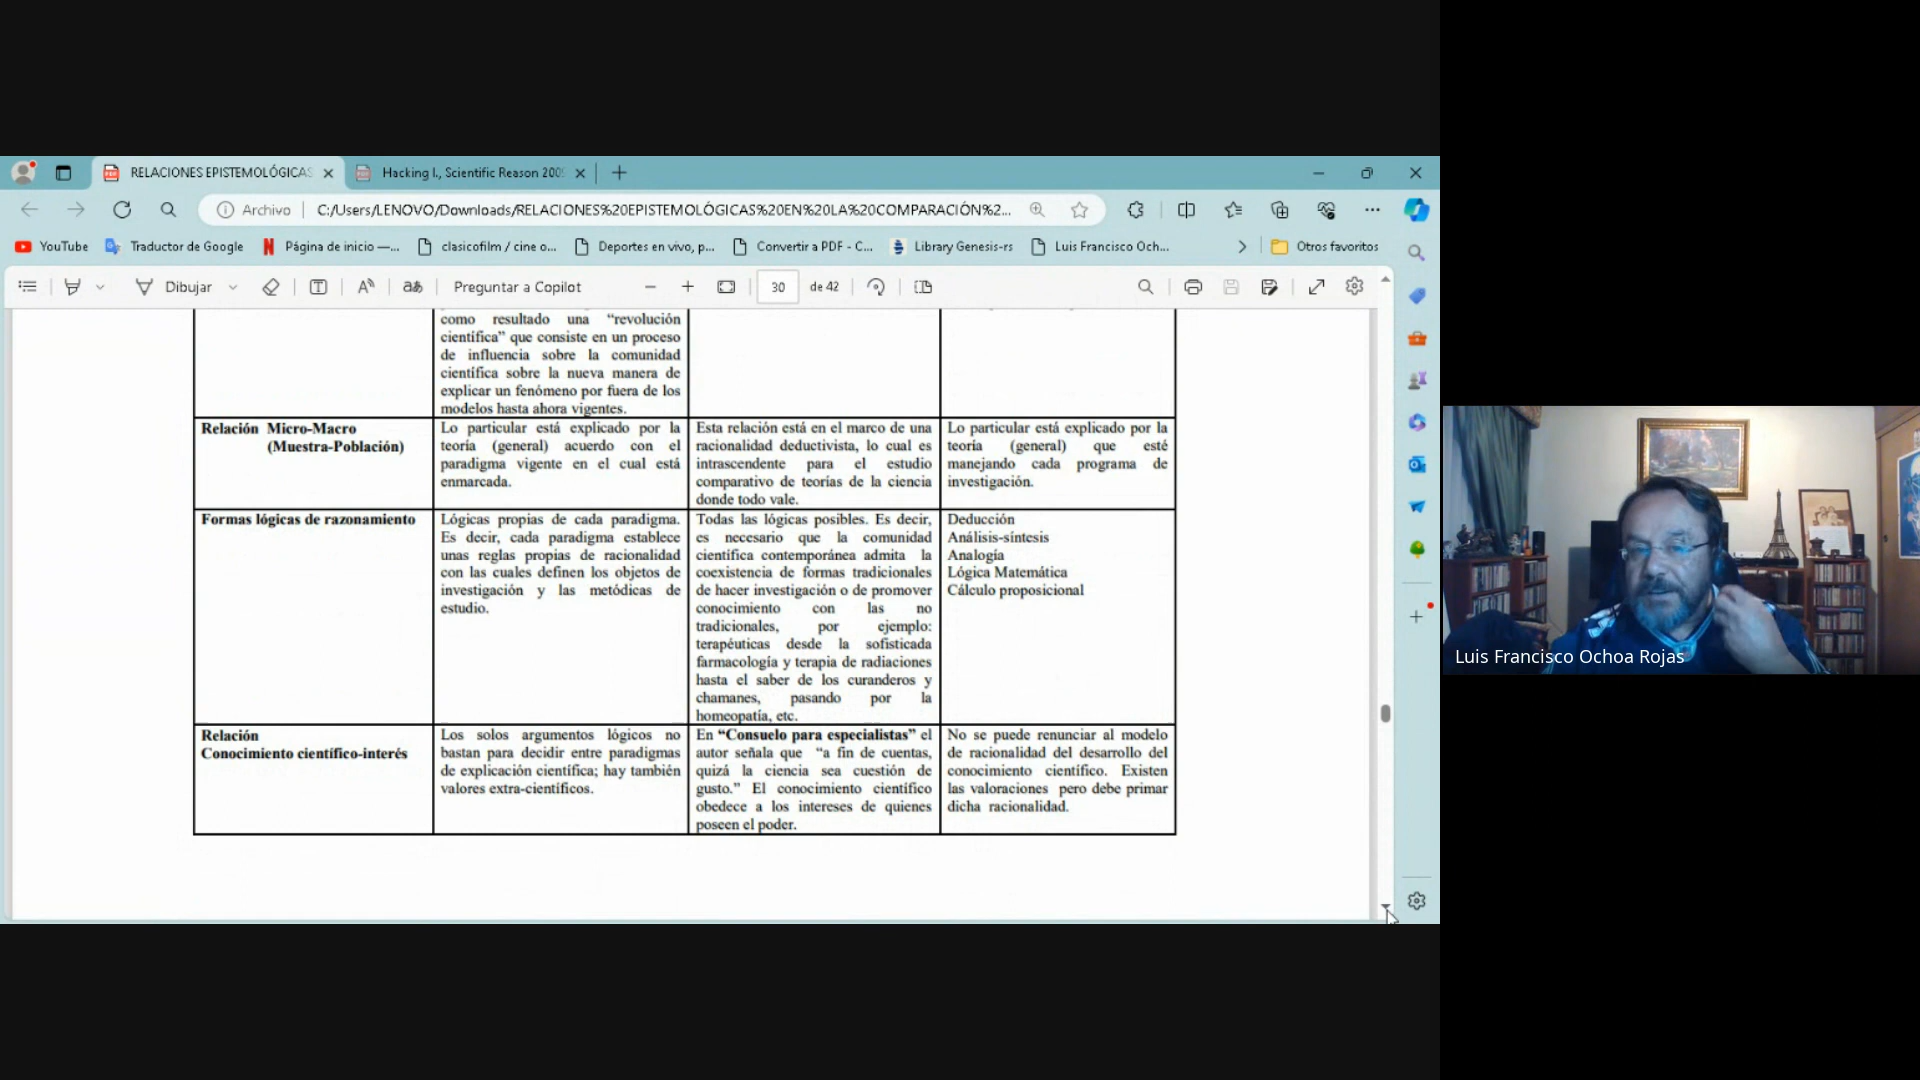 RELACIONES EPISTEMOLÓGICAS
Hacking I., Scientific Reason 200
Archivo
C:/Users/LENOVO/Downloads/RELACIONES%20EPISTEMOLÓGICAS%20EN%20LA%20COMPARACIÓN%2...
YouTube
Traductor de Google
Página de inicio —...
clasicofilm / cine o...
Deportes en vivo, p...
Convertir a PDF - C...
Library Genesis-rs
Luis Francisco Och...
Otros favoritos
Dibujar
Preguntar a Copilot
30
de 42
como resultado una “revolución
científica” que consiste en un proceso
de influencia sobre la comunidad
científica sobre la nueva manera de
explicar un fenómeno por fuera de los
modelos hasta ahora vigentes.
Relación Micro-Macro
(Muestra-Población)
Lo particular está explicado por la
teoría (general) acuerdo con el
paradigma vigente en el cual está
enmarcada.
Esta relación está en el marco de una
racionalidad deductivista, lo cual es
intrascendente para el estudio
comparativo de teorías de la ciencia
donde todo vale.
Lo particular está explicado por la
teoría (general) que esté
manejando cada programa de
investigación.
Formas lógicas de razonamiento
Lógicas propias de cada paradigma.
Es decir, cada paradigma establece
unas reglas propias de racionalidad
con las cuales definen los objetos de
investigación y las metódicas de
estudio.
Todas las lógicas posibles. Es decir,
es necesario que la comunidad
científica contemporánea admita la
coexistencia de formas tradicionales
de hacer investigación o de promover
conocimiento con las no
tradicionales, por ejemplo:
terapéuticas desde la sofisticada
farmacología y terapia de radiaciones
hasta el saber de los curanderos y
chamanes, pasando por la
homeopatía, etc.
Deducción
Análisis-síntesis
Analogía
Lógica Matemática
Cálculo proposicional
Relación
Conocimiento científico-interés
Los solos argumentos lógicos no
bastan para decidir entre paradigmas
de explicación científica; hay también
valores extra-científicos.
En “Consuelo para especialistas” el
autor señala que “a fin de cuentas,
quizá la ciencia sea cuestión de
gusto.” El conocimiento científico
obedece a los intereses de quienes
poseen el poder.
No se puede renunciar al modelo
de racionalidad del desarrollo del
conocimiento científico. Existen
las valoraciones pero debe primar
dicha racionalidad.
Luis Francisco Ochoa Rojas